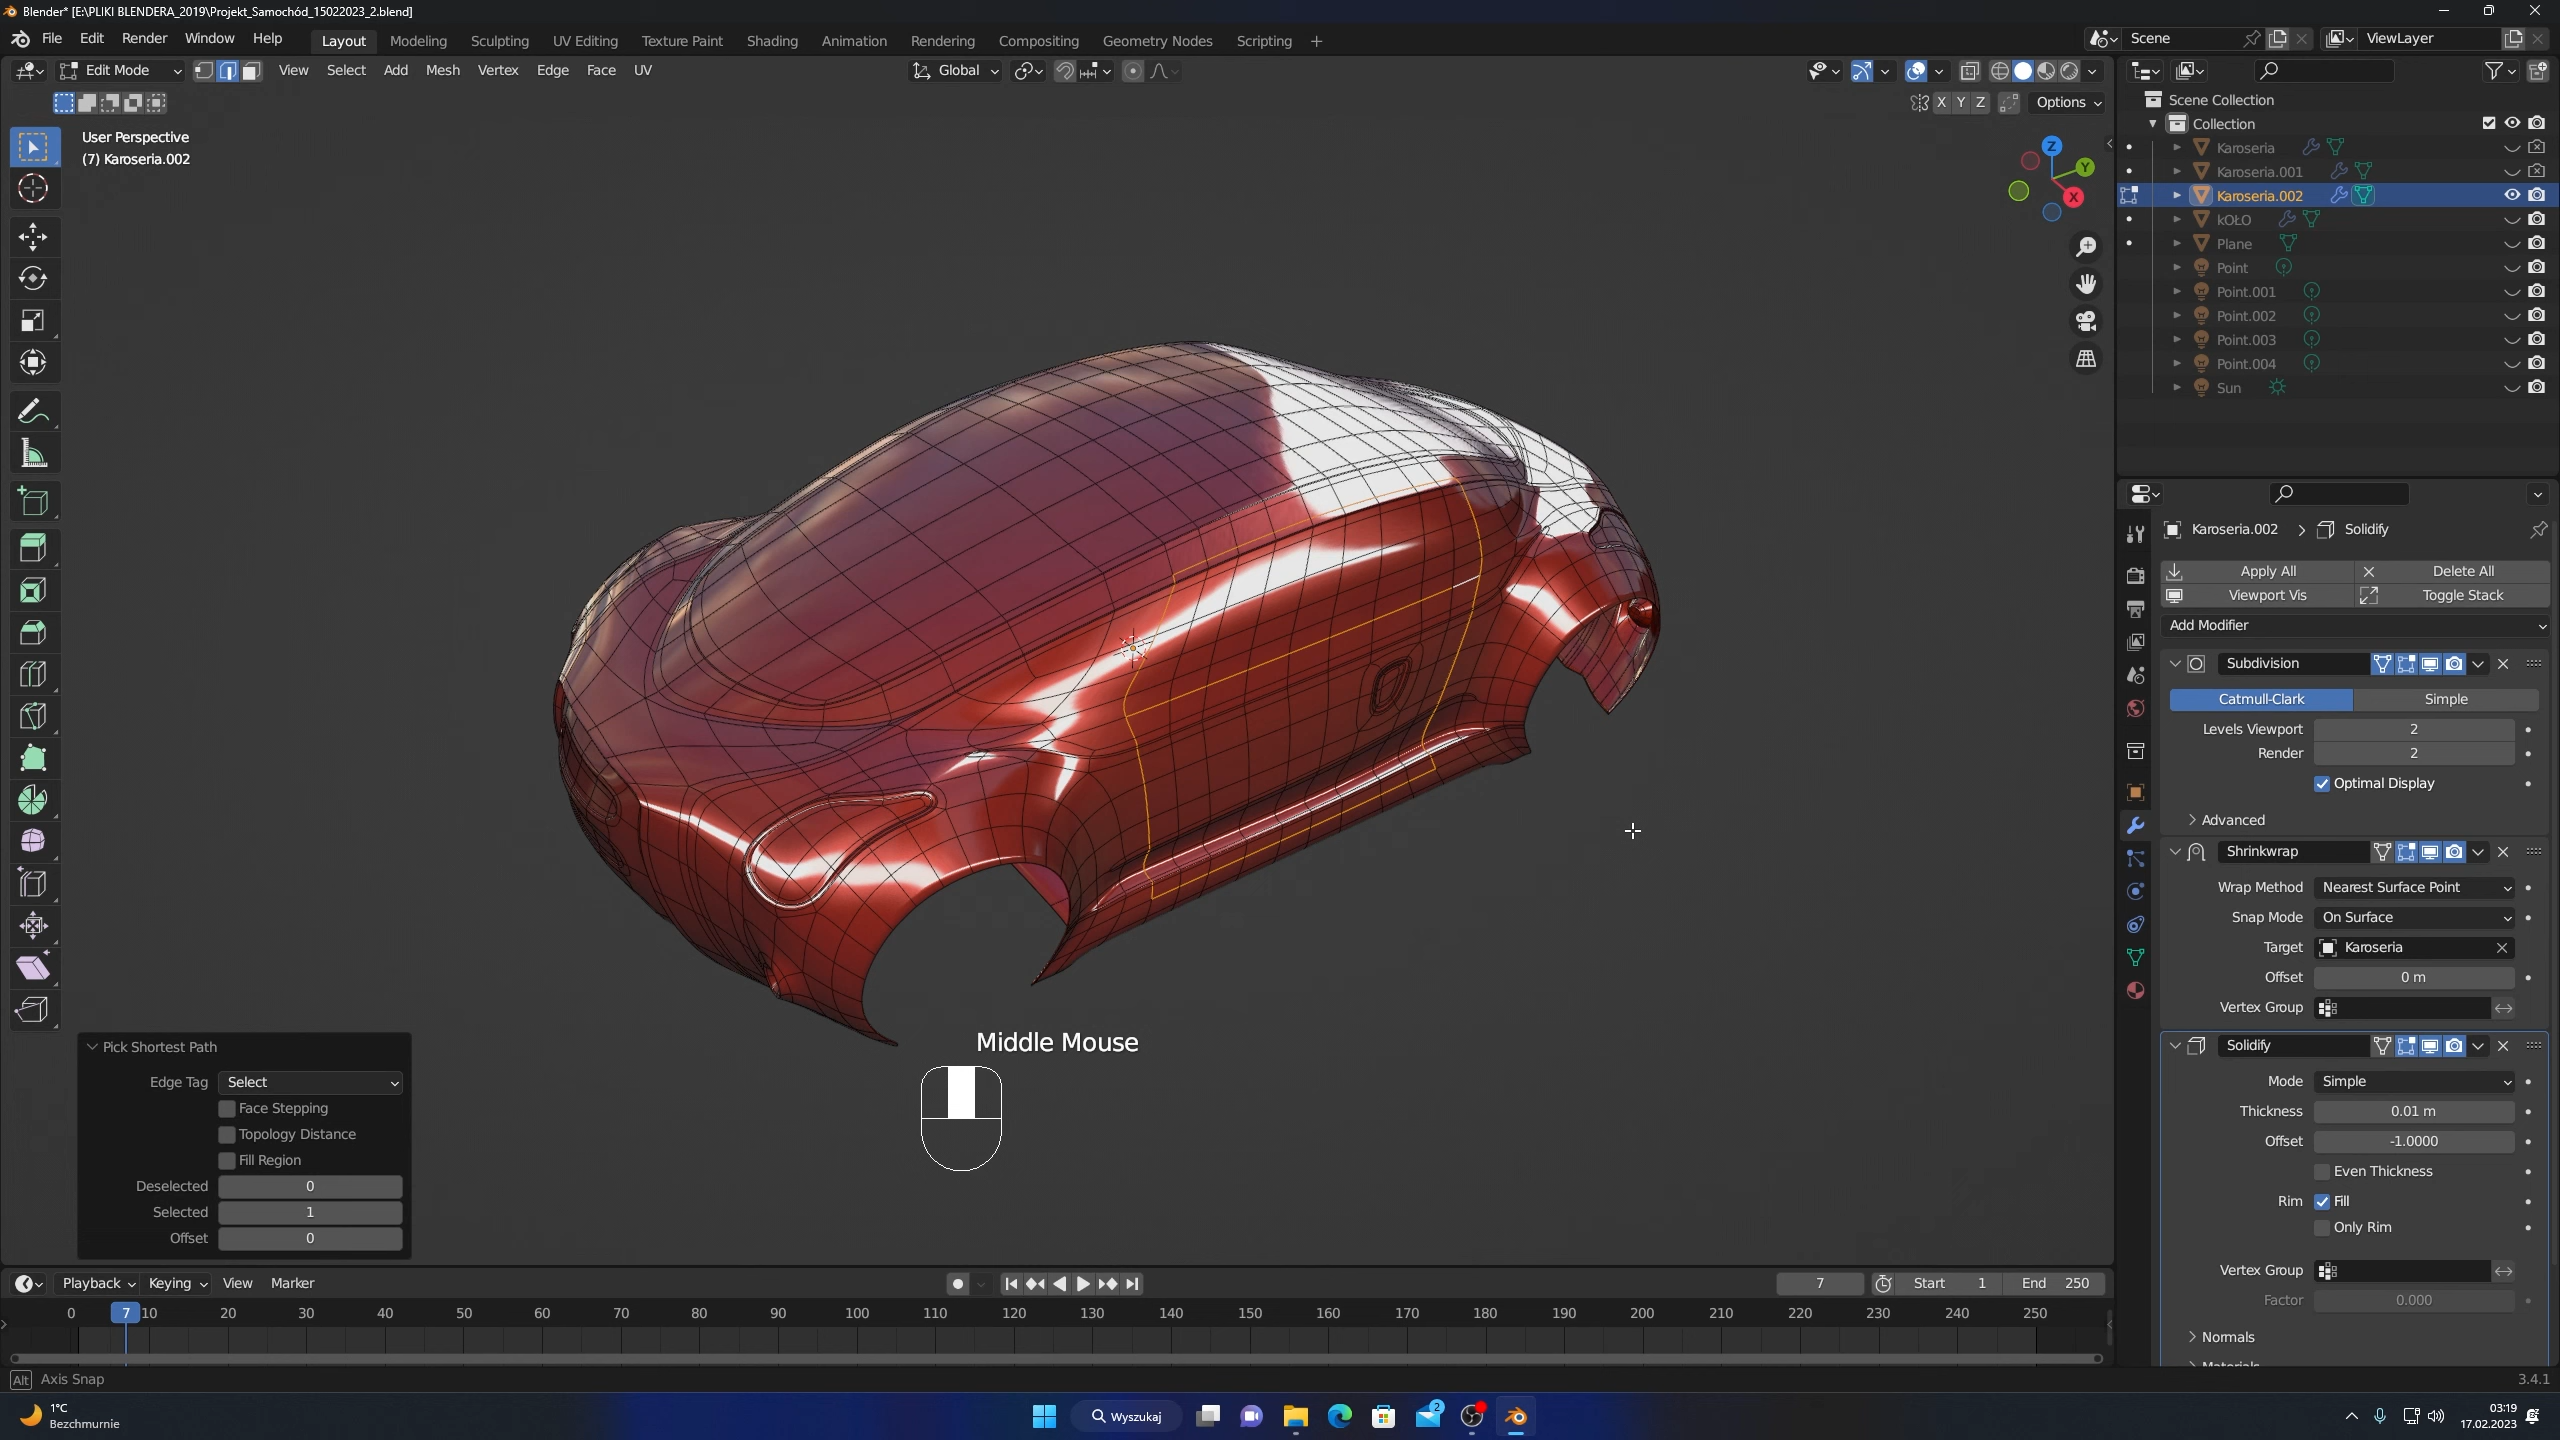 Blender* [E:\PLIKI BLENDERA_2019\Projekt_Samochód_15022023_2.blend]
File Edit Render Window Help Layout Modeling Sculpting UV Editing Texture Paint Shading Animation Rendering Compositing Geometry Nodes Scripting + Scene ViewLayer
Edit Mode View Select Add Mesh Vertex Edge Face UV Global
X Y Z Options
User Perspective
(7) Karoseria.002
Z
Y
X
Scene Collection
Collection
Karoseria
Karoseria.001
Karoseria.002
kOŁO
Plane
Point
Point.001
Point.002
Point.003
Point.004
Sun
Karoseria.002 > Solidify
Apply All Delete All
Viewport Vis Toggle Stack
Add Modifier
Subdivision
Catmull-Clark Simple
Levels Viewport 2
Render 2
Optimal Display
Advanced
Shrinkwrap
Wrap Method Nearest Surface Point
Snap Mode On Surface
Target Karoseria
Offset 0 m
Vertex Group
Solidify
Mode Simple
Thickness 0.01 m
Offset -1.0000
Even Thickness
Rim Fill
Only Rim
Vertex Group
Factor 0.000
Normals
Materials
Middle Mouse
Pick Shortest Path
Edge Tag Select
Face Stepping
Topology Distance
Fill Region
Deselected 0
Selected 1
Offset 0
Playback Keying View Marker 7 Start 1 End 250
0 7 10 20 30 40 50 60 70 80 90 100 110 120 130 140 150 160 170 180 190 200 210 220 230 240 250
Alt Axis Snap 3.4.1
1°C
Bezchmurnie
Wyszukaj
2
03:19
17.02.2023